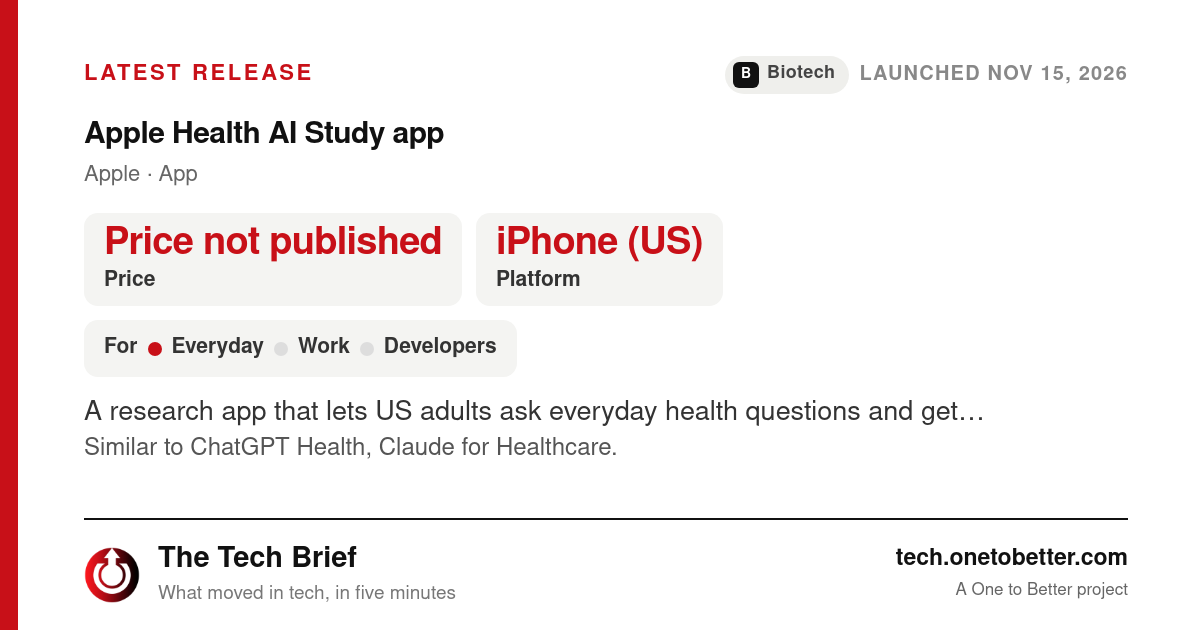 LATEST RELEASE
B Biotech LAUNCHED NOV 15, 2026
Apple Health AI Study app
Apple · App
Price not published
Price
iPhone (US)
Platform
For Everyday Work Developers
A research app that lets US adults ask everyday health questions and get…
Similar to ChatGPT Health, Claude for Healthcare.
The Tech Brief
What moved in tech, in five minutes
tech.onetobetter.com
A One to Better project